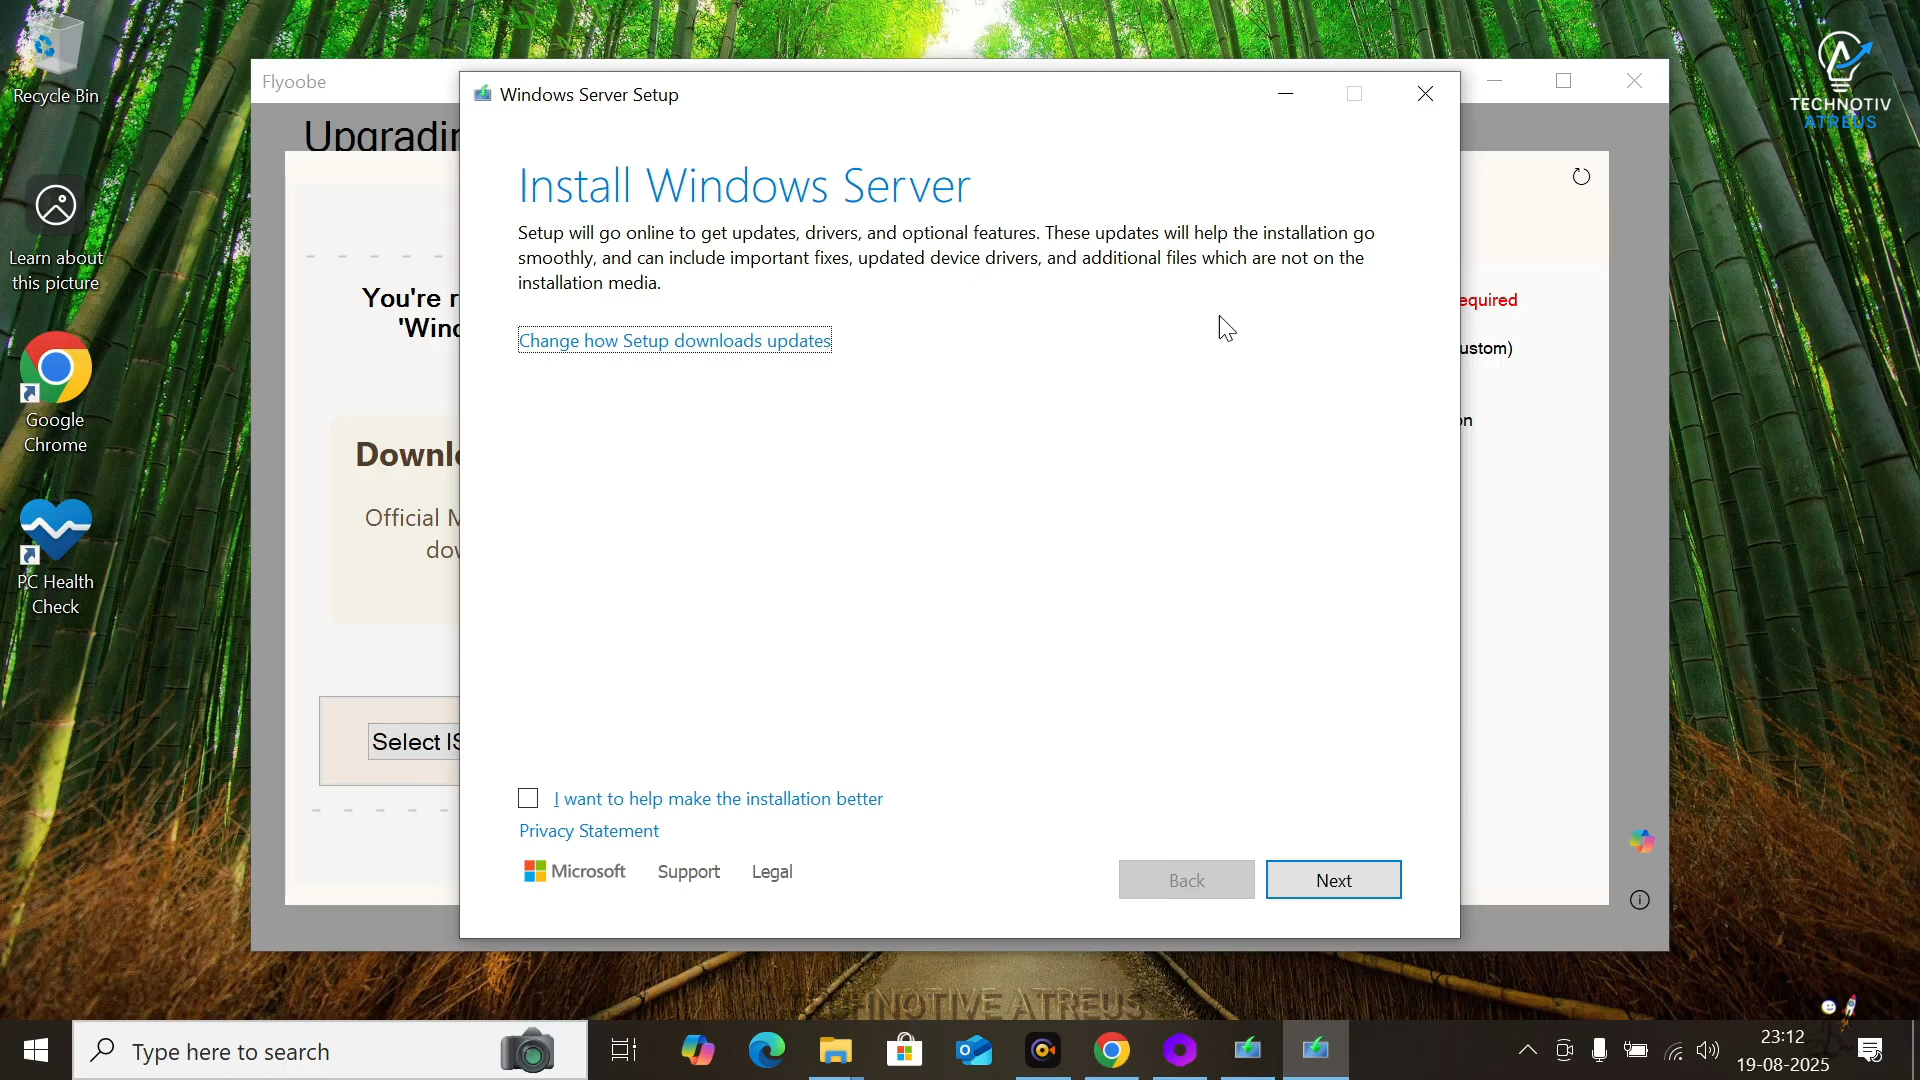 Recycle Bin
Learn about
this picture
Google
Chrome
PC Health
Check
TECHNOTIV
ATREUS
Flyoobe
Upgradin
You're r
'Winc
Official M
Select IS
equired
ustom)
on
Windows Server Setup
Install Windows Server
Setup will go online to get updates, drivers, and optional features. These updates will help the installation go
smoothly, and can include important fixes, updated device drivers, and additional files which are not on the
installation media.
Change how Setup downloads updates
I want to help make the installation better
Privacy Statement
Microsoft Support Legal
Back Next
HNOTIVE ATREUS
Type here to search
23:12
19-08-2025